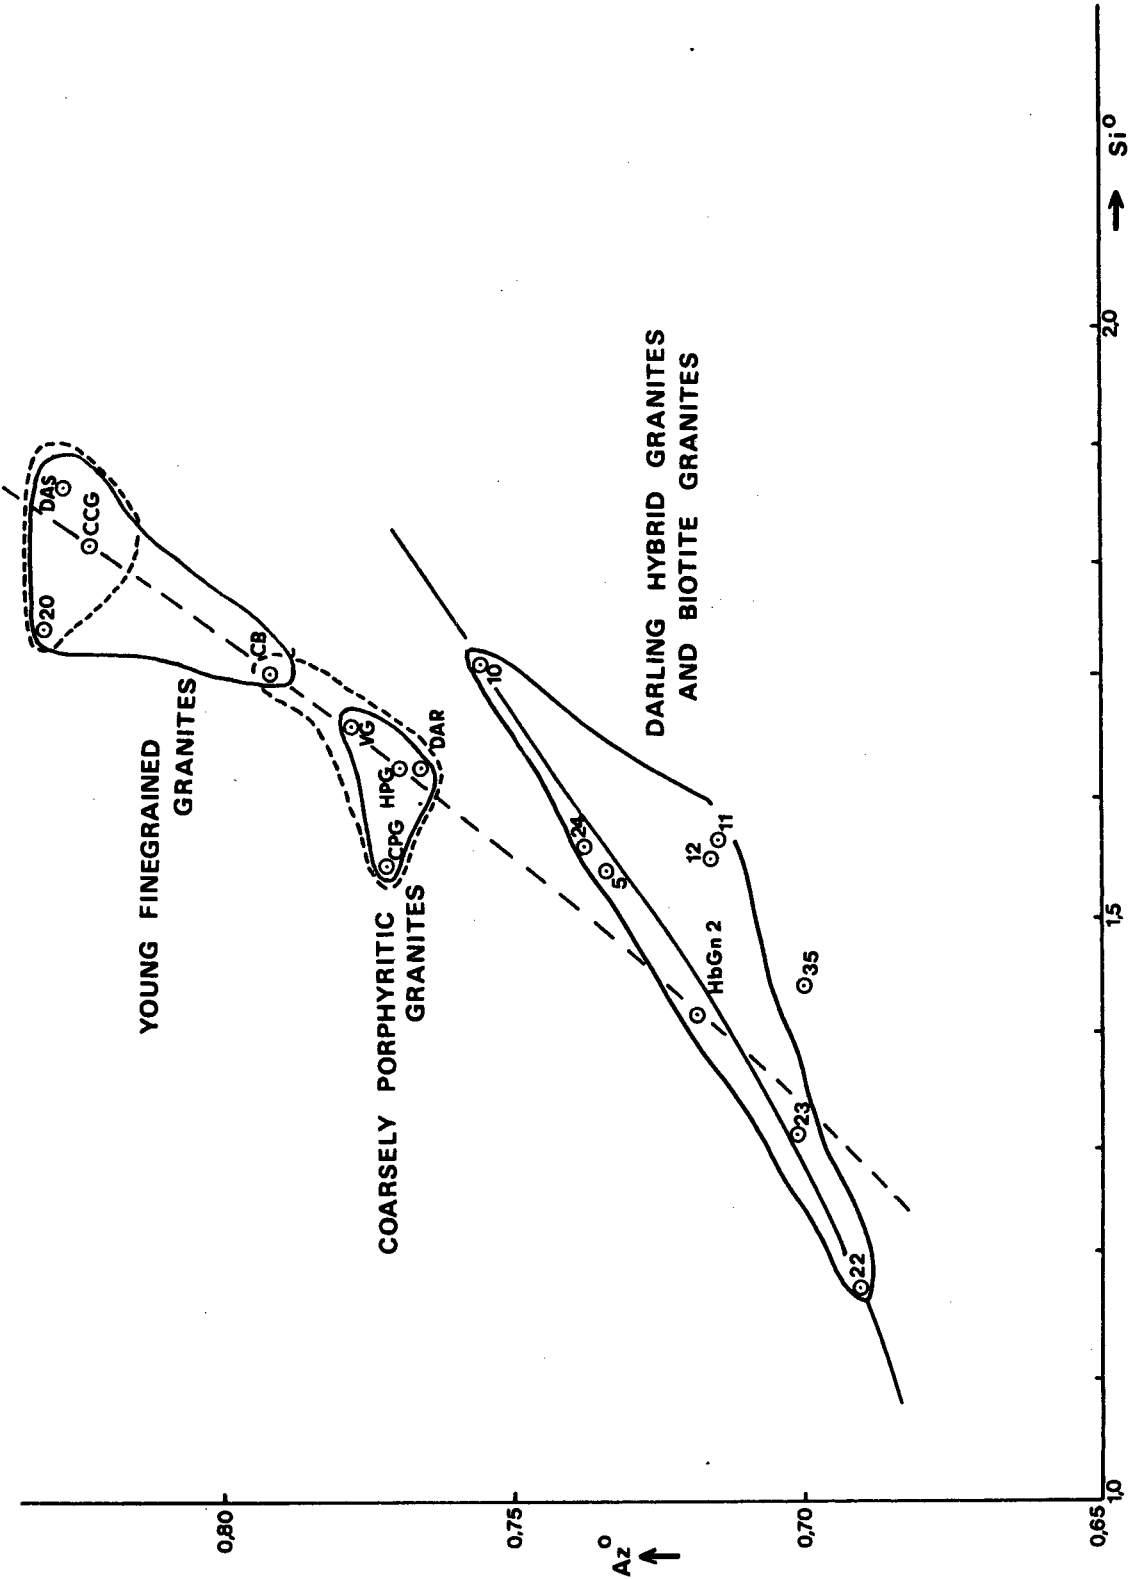 YOUNG FINEGRAINED
GRANITES
COARSELY PORPHYRITIC
GRANITES
DARLING HYBRID GRANITES
AND BIOTITE GRANITES
20
DAS
CCG
CB
VG
HPG
DAR
CPG
10
24
5
12
11
HbGn2
35
23
22
0,80
0,75
0,70
0,65
Az°
1,0
1,5
2,0
Si°